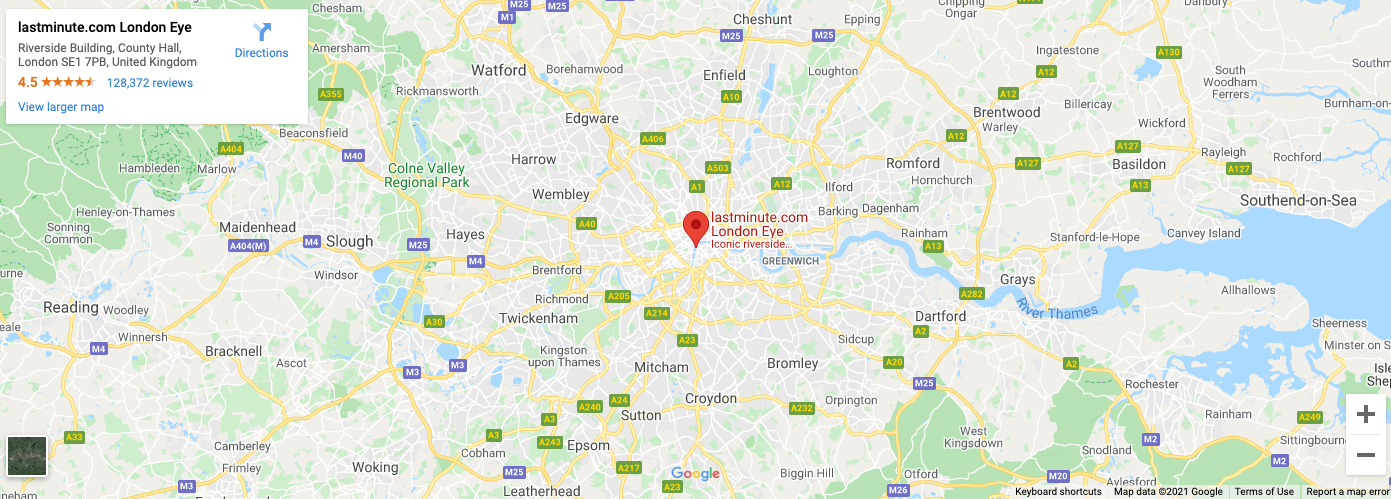 lastminute.com London Eye
Riverside Building, County Hall,
London SE1 7PB, United Kingdom
4.5 128,372 reviews
View larger map
Directions
Chesham
M25
M25
M1
Cheshunt
Epping
Chipping
Ongar
Amersham
M25
M25
Ingatestone
A130
Watford
Borehamwood
Enfield
Loughton
A12
South
Woodham
Ferrers
Rickmansworth
A355
A10
A12
Brentwood
Billericay
Burnham-on-
Edgware
Warley
Wickford
Beaconsfield
A406
A12
A404
M40
Harrow
A127
Rayleigh
Rochford
Hambleden
Marlow
Colne Valley
Regional Park
A503
Romford
A127
Basildon
A127
Wembley
A1
A12
Ilford
Hornchurch
A13
Henley-on-Thames
Barking
Dagenham
Southend-on-Sea
Sonning
Common
Maidenhead
A40
lastminute.com
London Eye
Iconic riverside...
Rainham
Canvey Island
A404(M)
M4
Slough
M25
Hayes
A13
Stanford-le-Hope
M4
Brentford
GREENWICH
Windsor
Grays
Allhallows
Reading
Woodley
Richmond
A205
A282
River Thames
A30
Twickenham
A214
Dartford
Sheerness
Winnersh
A2
M4
Bracknell
A23
Sidcup
Minster on S
Ascot
Kingston
upon Thames
Mitcham
Bromley
A20
A2
M3
M3
M25
Rochester
Isle
Shep
Croydon
Orpington
A240
A24
A232
Rainham
A249
Sutton
A3
A33
A3
West
Kingsdown
M2
Sittingbourne
Camberley
A243
Epsom
Cobham
Snodland
M2
Frimley
Woking
A217
Biggin Hill
Otford
M20
M3
M25
Leatherhead
Google
A23
M26
Aylesford
Keyboard shortcuts Map data ©2021 Google Terms of Use Report a map error